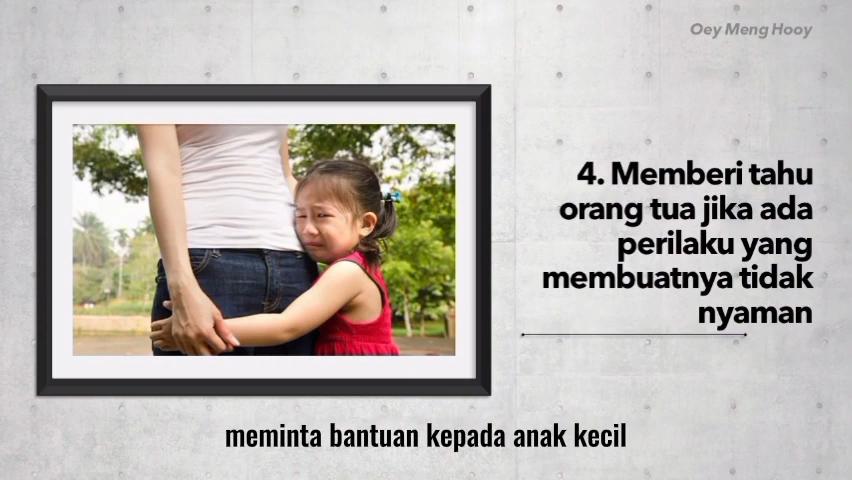 Oey Meng Hooy
4. Memberi tahu
orang tua jika ada
perilaku yang
membuatnya tidak
nyaman
meminta bantuan kepada anak kecil